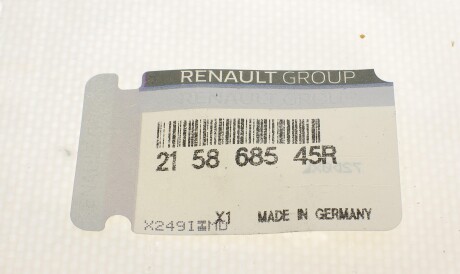 RENAULT GROUP
21 58 685 45R
X1 MADE IN GERMANY